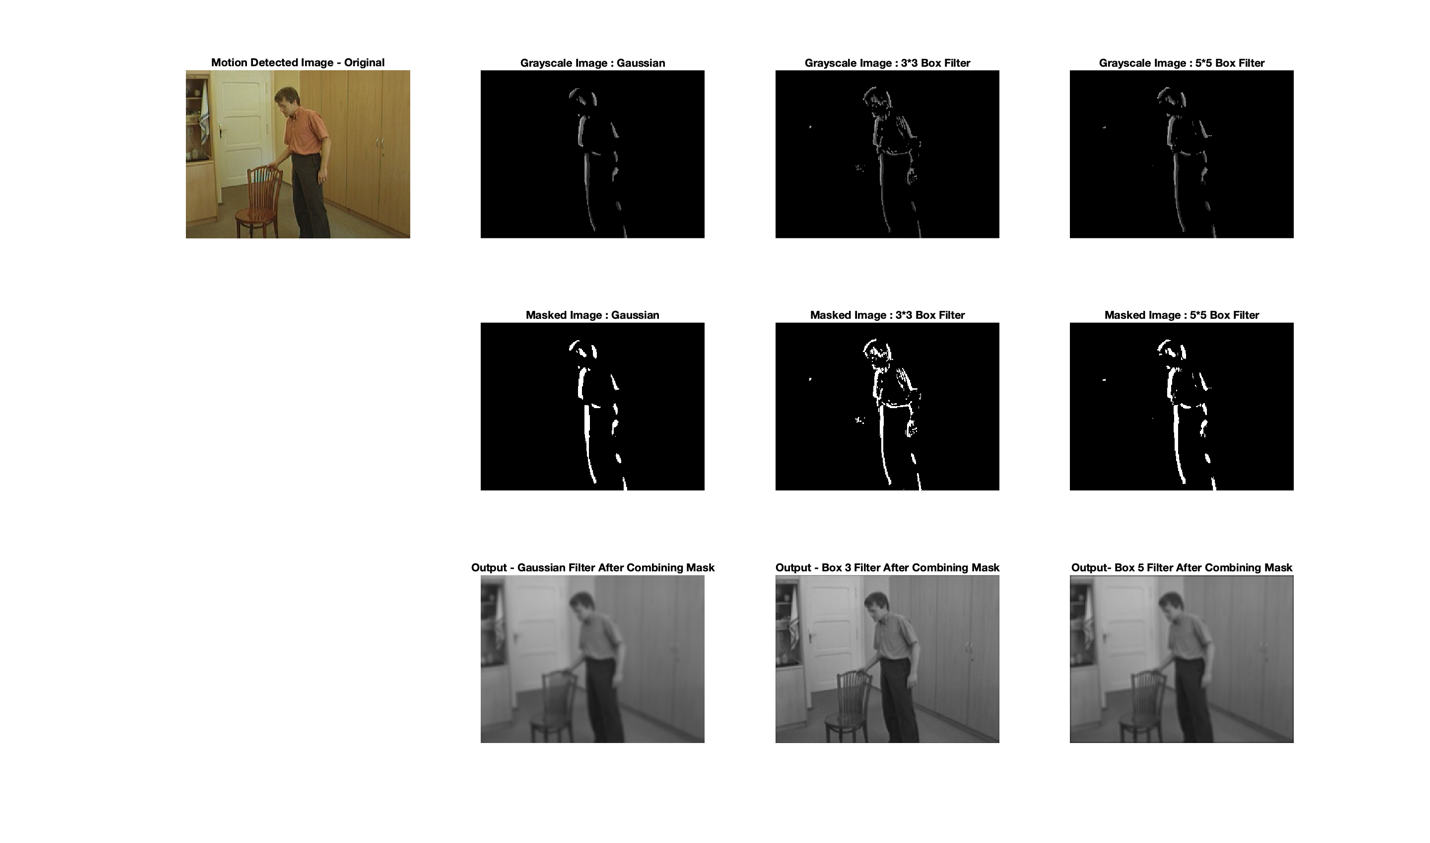 Motion Detected Image - Original
Grayscale Image : Gaussian
Grayscale Image : 3*3 Box Filter
Grayscale Image : 5*5 Box Filter
Masked Image : Gaussian
Masked Image : 3*3 Box Filter
Masked Image : 5*5 Box Filter
Output - Gaussian Filter After Combining Mask
Output - Box 3 Filter After Combining Mask
Output- Box 5 Filter After Combining Mask